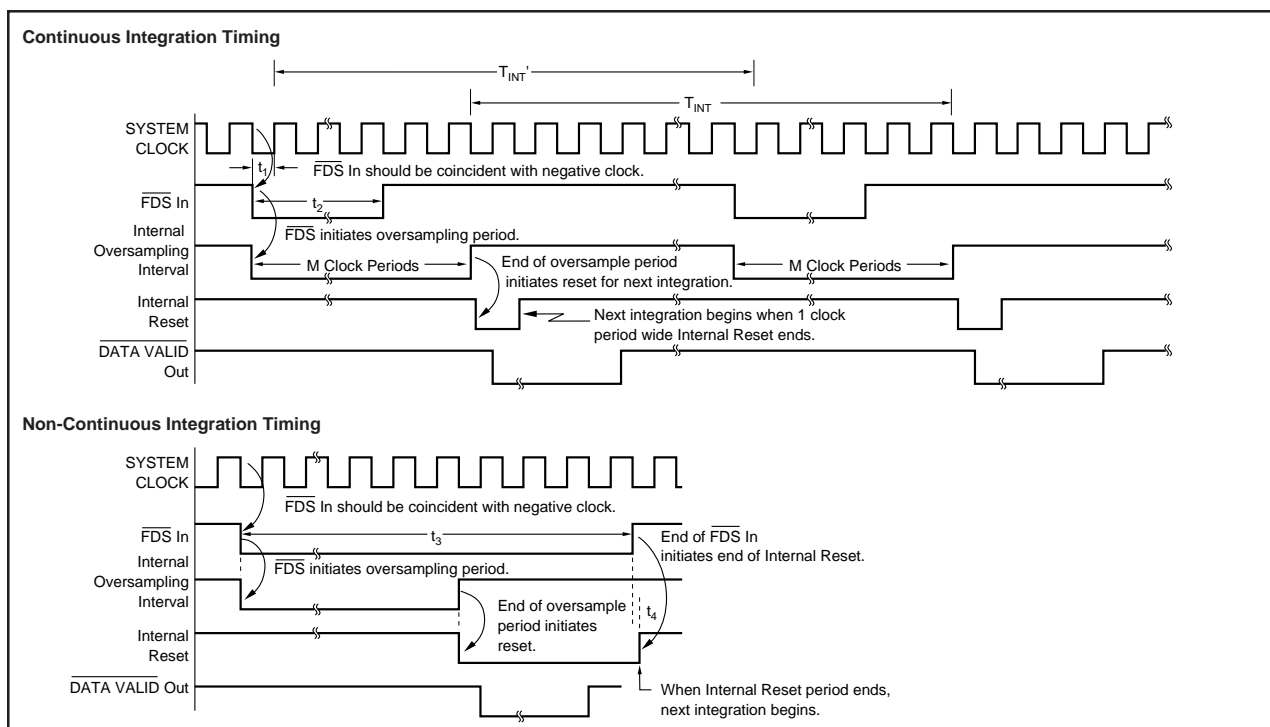 Continuous Integration Timing
T_INT'
T_INT
SYSTEM
CLOCK
t1
FDS In should be coincident with negative clock.
FDS In
t2
Internal
Oversampling
Interval
FDS initiates oversampling period.
M Clock Periods
End of oversample period
initiates reset for next integration.
M Clock Periods
Internal
Reset
Next integration begins when 1 clock
period wide Internal Reset ends.
DATA VALID
Out
Non-Continuous Integration Timing
SYSTEM
CLOCK
FDS In should be coincident with negative clock.
FDS In
t3
End of FDS In
initiates end of Internal Reset.
Internal
Oversampling
Interval
FDS initiates oversampling period.
End of oversample
period initiates
reset.
t4
Internal
Reset
DATA VALID Out
When Internal Reset period ends,
next integration begins.